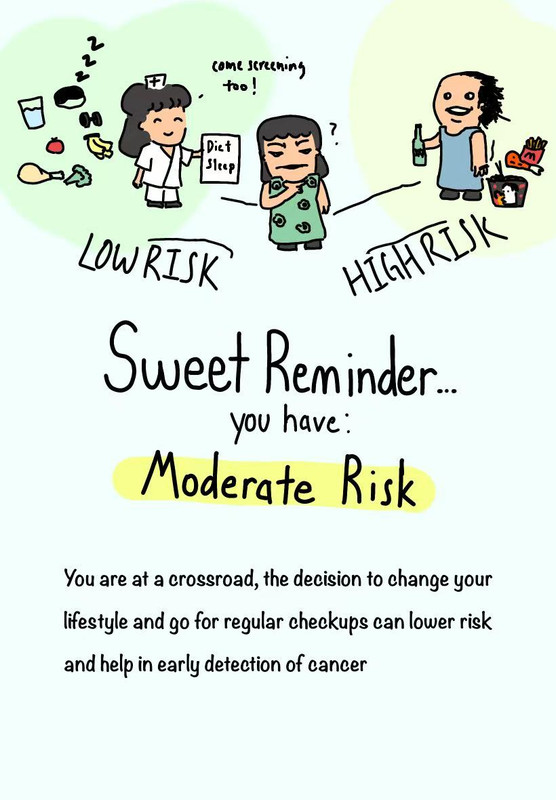 z
z
z
z
come screening
too!
Diet
Sleep
?
LOW RISK
HIGH RISK
Sweet Reminder...
you have:
Moderate Risk
You are at a crossroad, the decision to change your
lifestyle and go for regular checkups can lower risk
and help in early detection of cancer